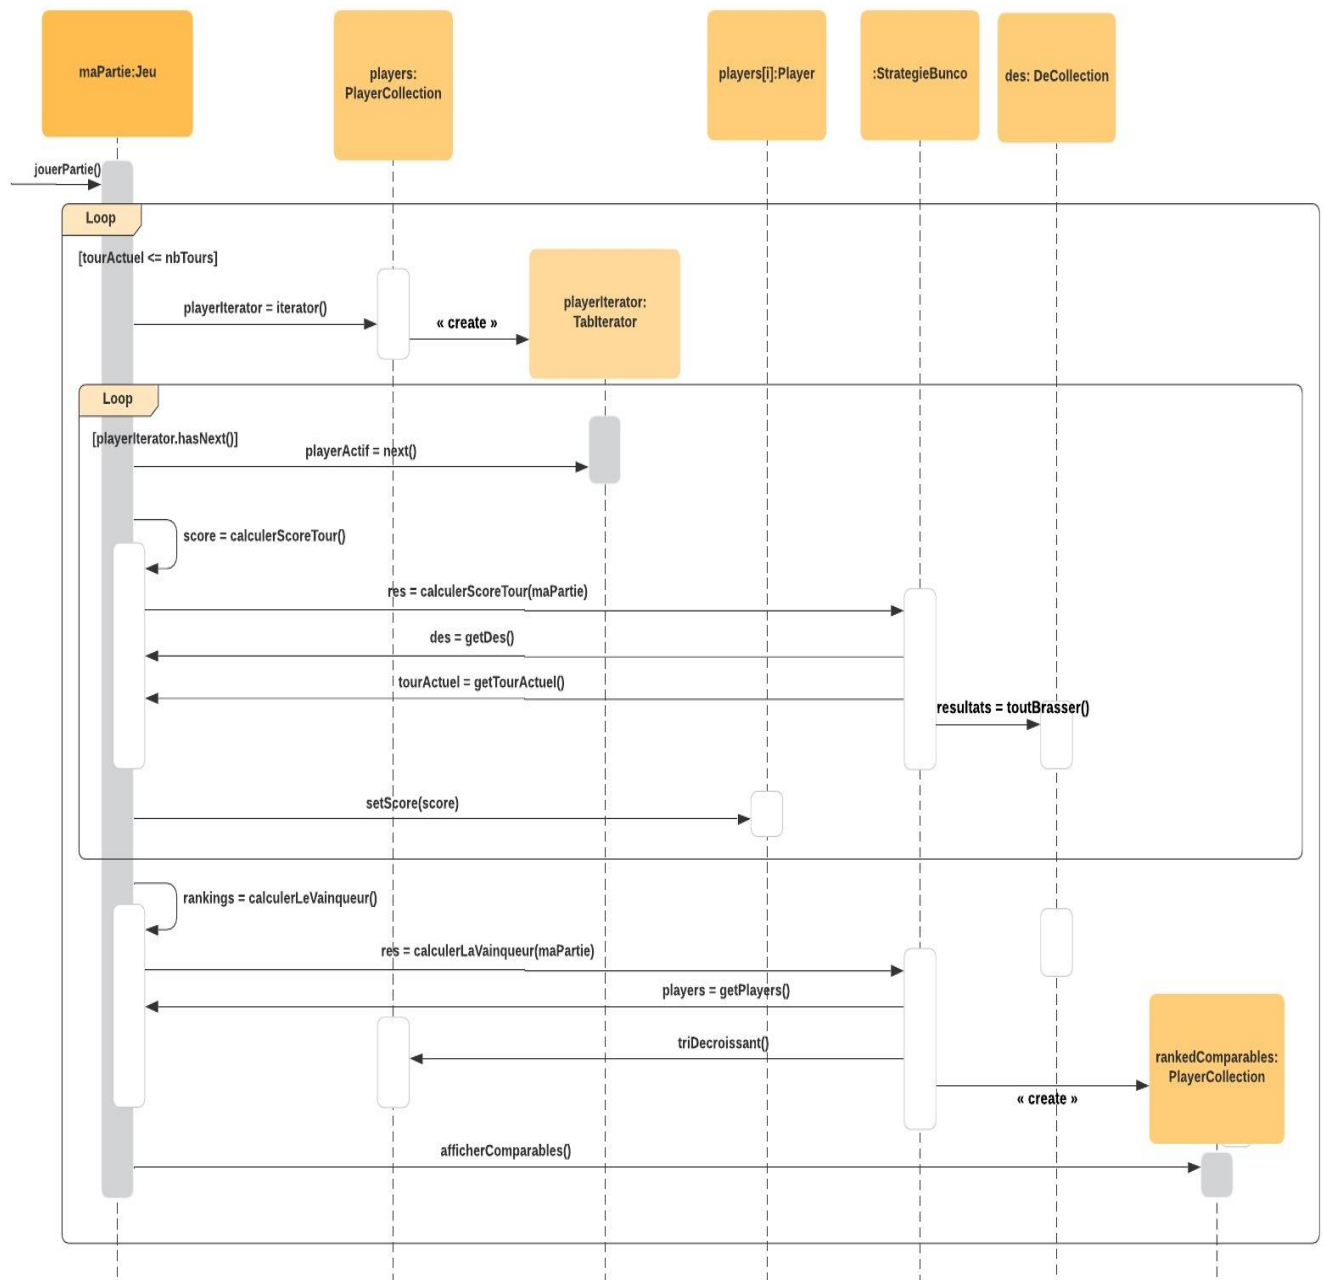 maPartie:Jeu
players:
PlayerCollection
players[i]:Player
:StrategieBunco
des: DeCollection
jouerPartie()
Loop
[tourActuel <= nbTours]
playerIterator = iterator()
« create »
playerIterator:
TabIterator
Loop
[playerIterator.hasNext()]
playerActif = next()
score = calculerScoreTour()
res = calculerScoreTour(maPartie)
des = getDes()
tourActuel = getTourActuel()
resultats = toutBrasser()
setScore(score)
rankings = calculerLeVainqueur()
res = calculerLaVainqueur(maPartie)
players = getPlayers()
triDecroissant()
rankedComparables:
PlayerCollection
« create »
afficherComparables()